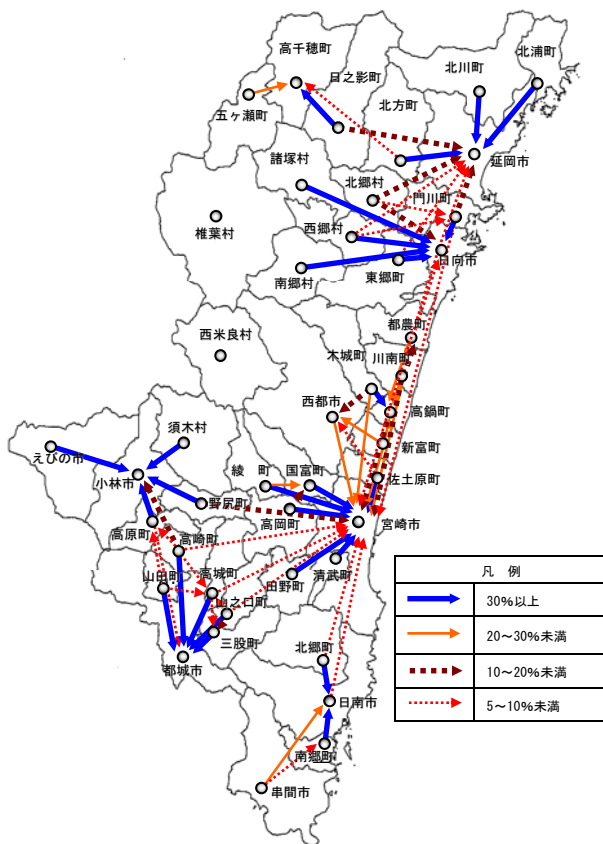 北浦町
高千穂町
北川町
日之影町
北方町
五ヶ瀬町
諸塚村
延岡市
北郷村
門川町
椎葉村
西郷村
日向市
南郷村
東郷町
都農町
西米良村
木城町
川南町
西都市
高鍋町
須木村
新富町
えびの市
綾 町
国富町
小林市
佐土原町
野尻町
高岡町
宮崎市
高原町
高崎町
山田町
高城町
田野町
清武町
山之口町
三股町
北郷町
都城市
日南市
南郷町
串間市
凡 例
30%以上
20~30%未満
10~20%未満
5~10%未満